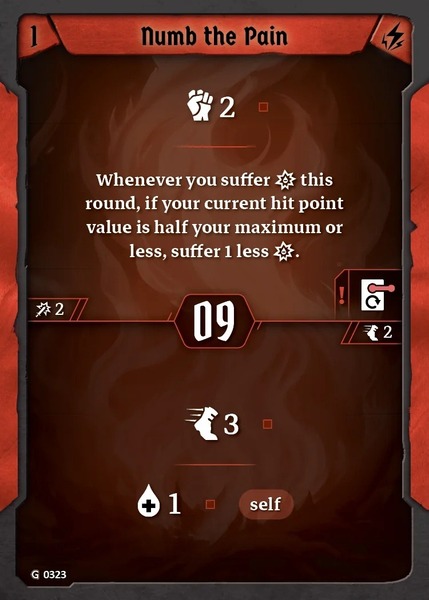 1
Numb the Pain
2
Whenever you suffer this
round, if your current hit point
value is half your maximum or
less, suffer 1 less .
!
2
09
2
3
1 self
G 0323